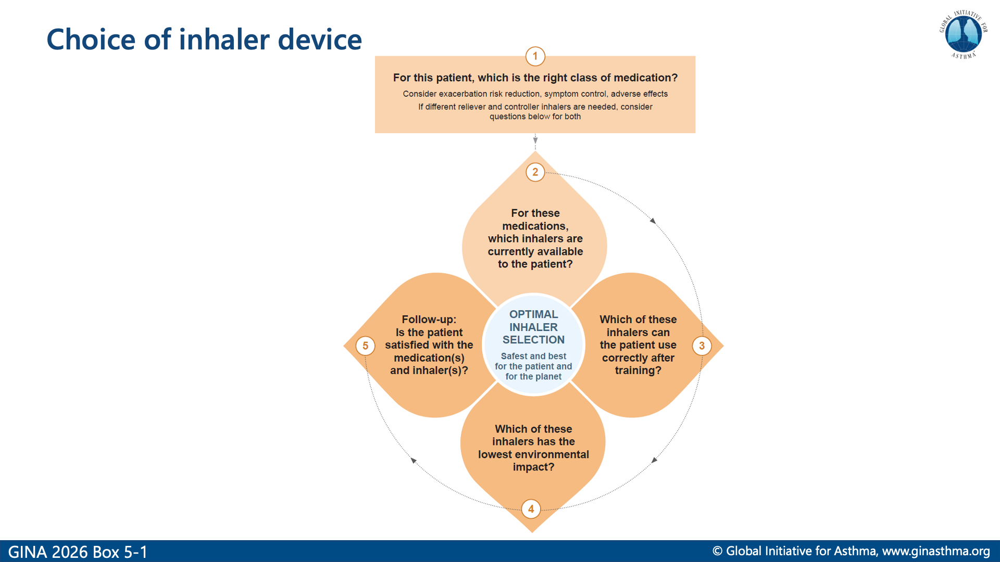 Choice of inhaler device
GLOBAL INITIATIVE FOR
ASTHMA
1
For this patient, which is the right class of medication?
Consider exacerbation risk reduction, symptom control, adverse effects
If different reliever and controller inhalers are needed, consider
questions below for both
2
For these
medications,
which inhalers are
currently available
to the patient?
3
Which of these
inhalers can
the patient use
correctly after
training?
4
Which of these
inhalers has the
lowest environmental
impact?
5
Follow-up:
Is the patient
satisfied with the
medication(s)
and inhaler(s)?
OPTIMAL
INHALER
SELECTION
Safest and best
for the patient and
for the planet
GINA 2026 Box 5-1
© Global Initiative for Asthma, www.ginasthma.org